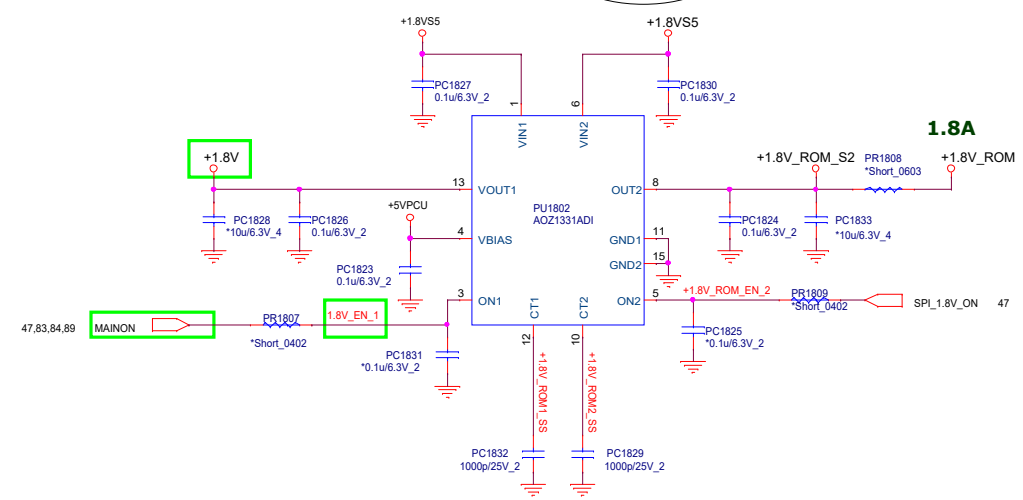 +1.8VS5
+1.8VS5
PC1827
0.1u/6.3V_2
PC1830
0.1u/6.3V_2
1
6
VIN1
VIN2
1.8A
+1.8V
+1.8V_ROM_S2
PR1808
*Short_0603
+1.8V_ROM
13
VOUT1
OUT2
8
PC1828
*10u/6.3V_4
PC1826
0.1u/6.3V_2
+5VPCU
PU1802
AOZ1331ADI
PC1824
0.1u/6.3V_2
PC1833
*10u/6.3V_4
4
VBIAS
GND1
11
GND2
15
PC1823
0.1u/6.3V_2
3
ON1
ON2
5
+1.8V_ROM_EN_2
PR1809
*Short_0402
SPI_1.8V_ON
47
47,83,84,89
MAINON
PR1807
*Short_0402
1.8V_EN_1
CT1
CT2
PC1831
*0.1u/6.3V_2
PC1825
*0.1u/6.3V_2
12
10
+1.8V_ROM1_SS
+1.8V_ROM2_SS
PC1832
1000p/25V_2
PC1829
1000p/25V_2